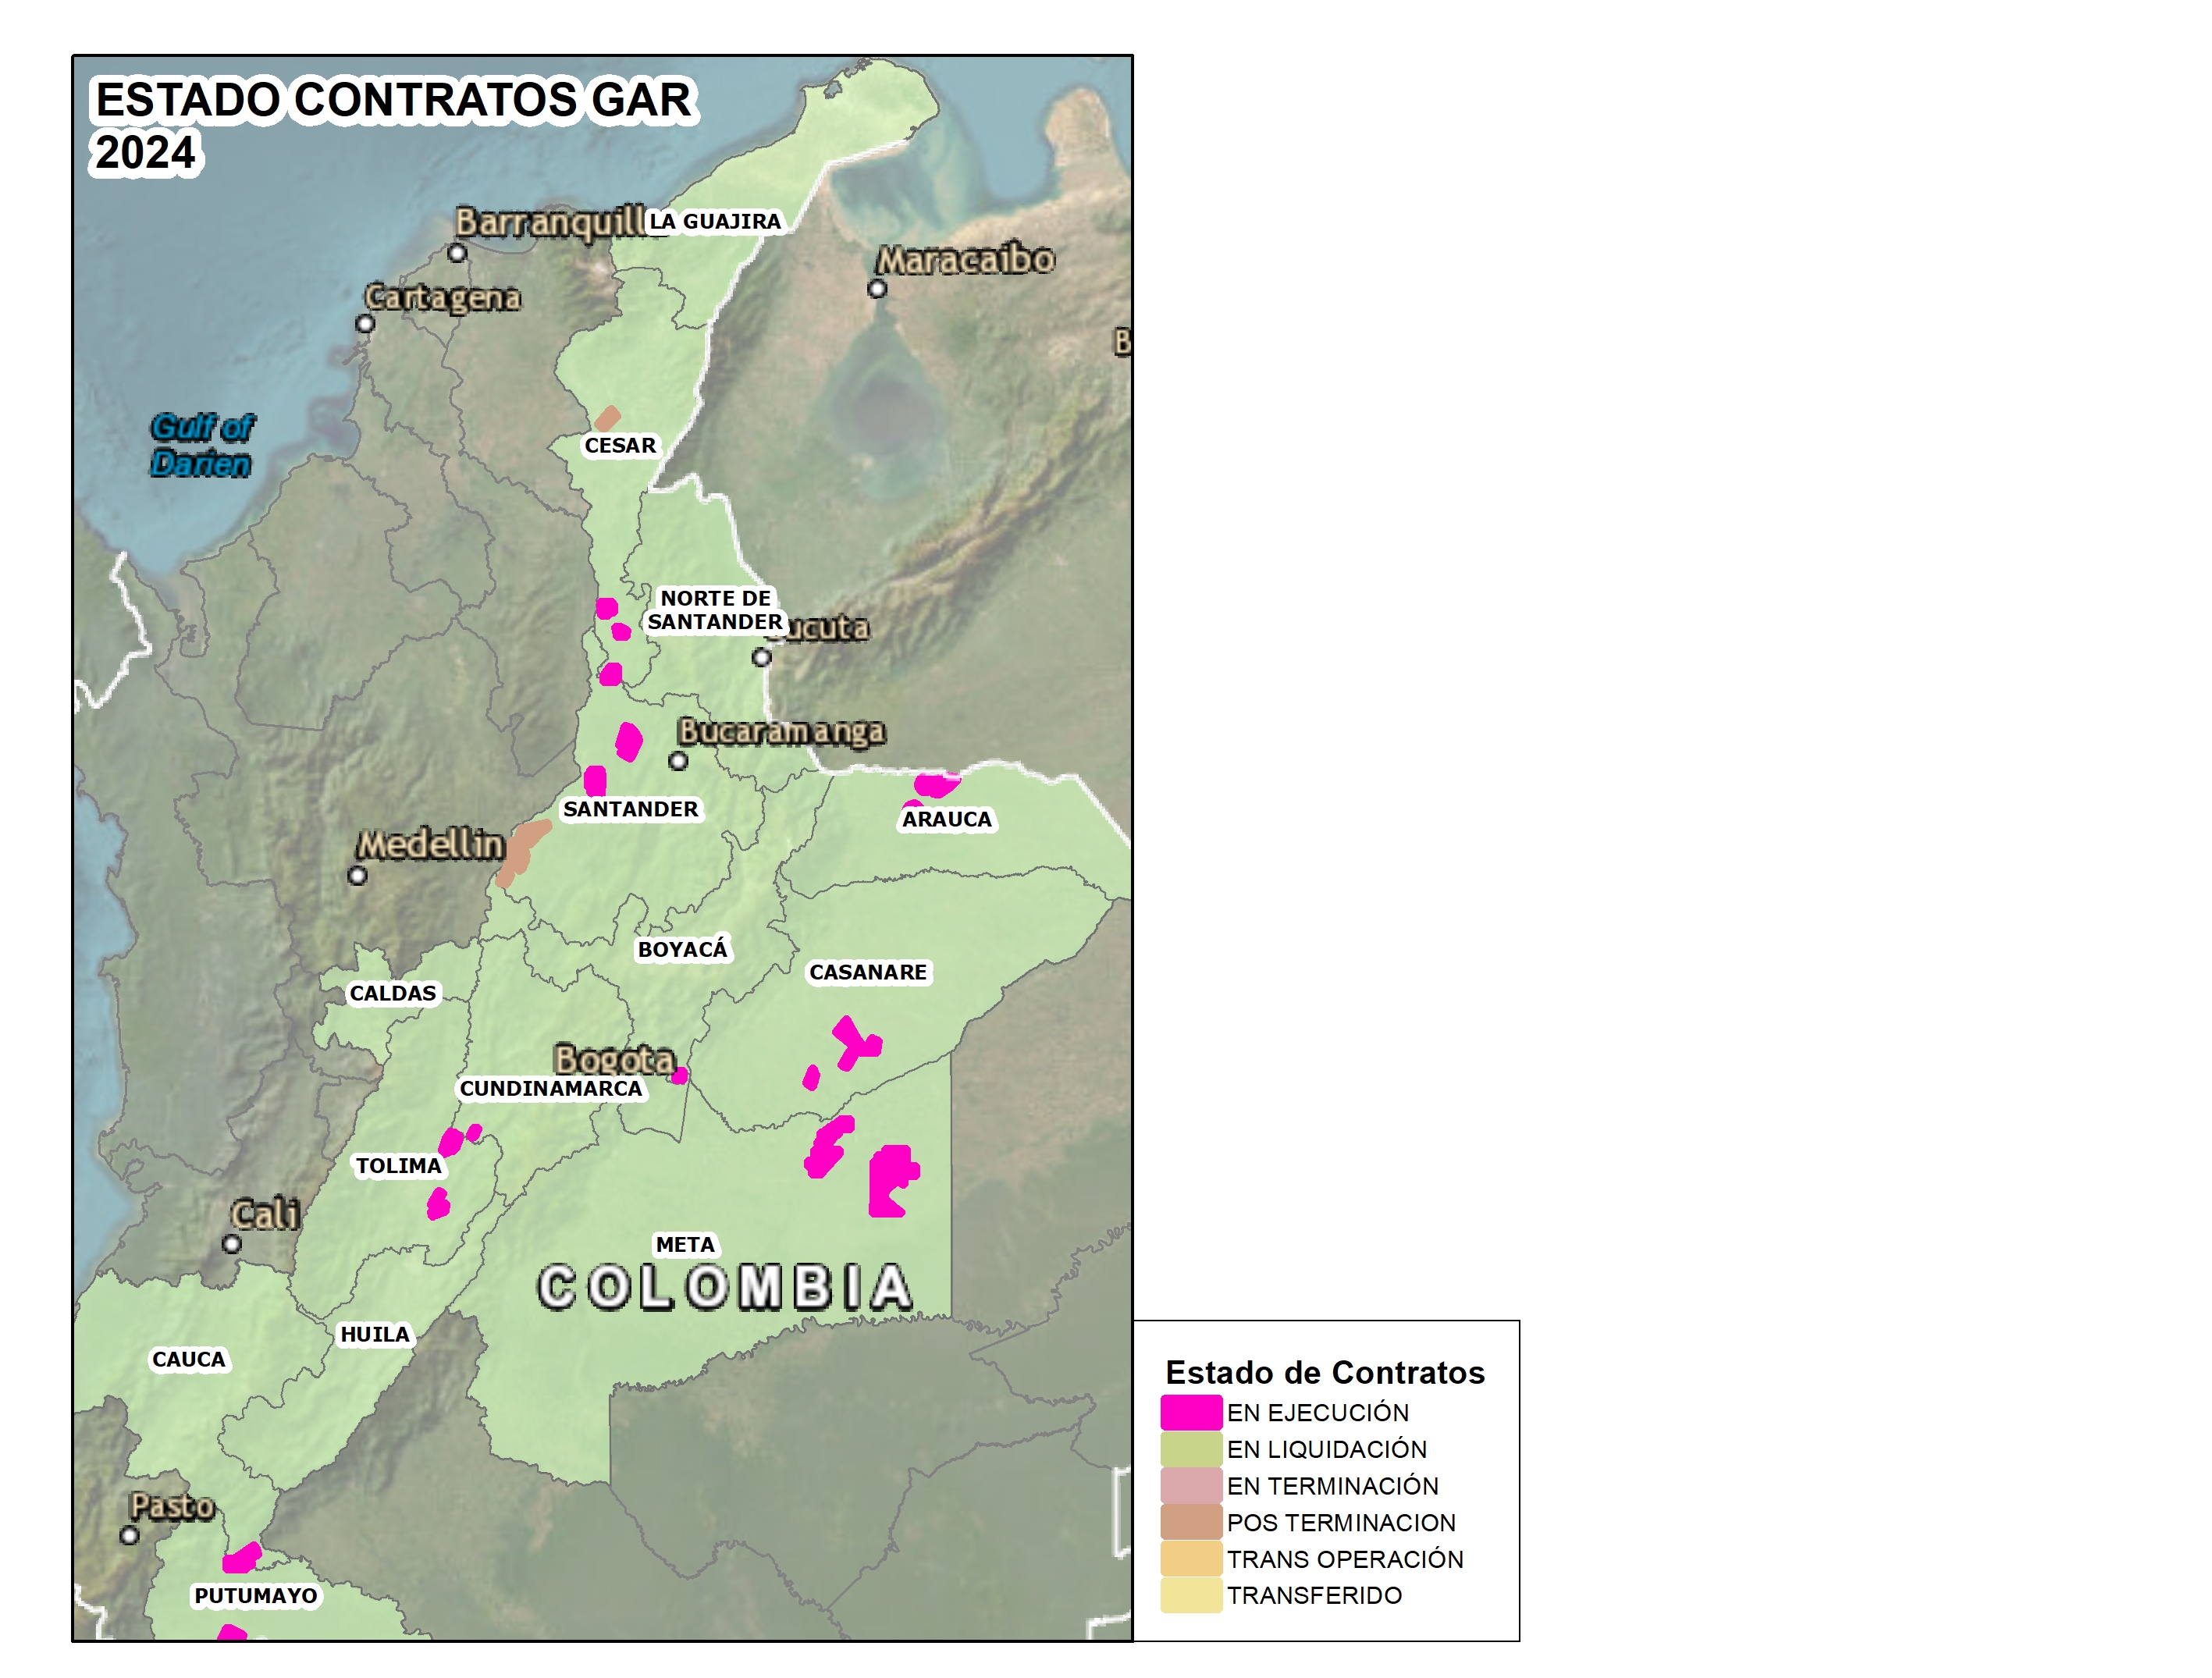 ESTADO CONTRATOS GAR
2024
Barranquill
LA GUAJIRA
Maracaibo
Cartagena
B
Gulf of
Darien
CESAR
NORTE DE
SANTANDER
ucuta
Bucaramanga
SANTANDER
ARAUCA
Medellin
BOYACÁ
CASANARE
CALDAS
Bogota
CUNDINAMARCA
TOLIMA
Cali
META
COLOMBIA
HUILA
CAUCA
Pasto
PUTUMAYO
Estado de Contratos
EN EJECUCIÓN
EN LIQUIDACIÓN
EN TERMINACIÓN
POS TERMINACION
TRANS OPERACIÓN
TRANSFERIDO